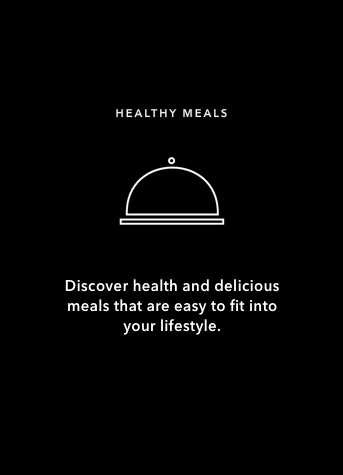 HEALTHY MEALS
Discover health and delicious
meals that are easy to fit into
your lifestyle.